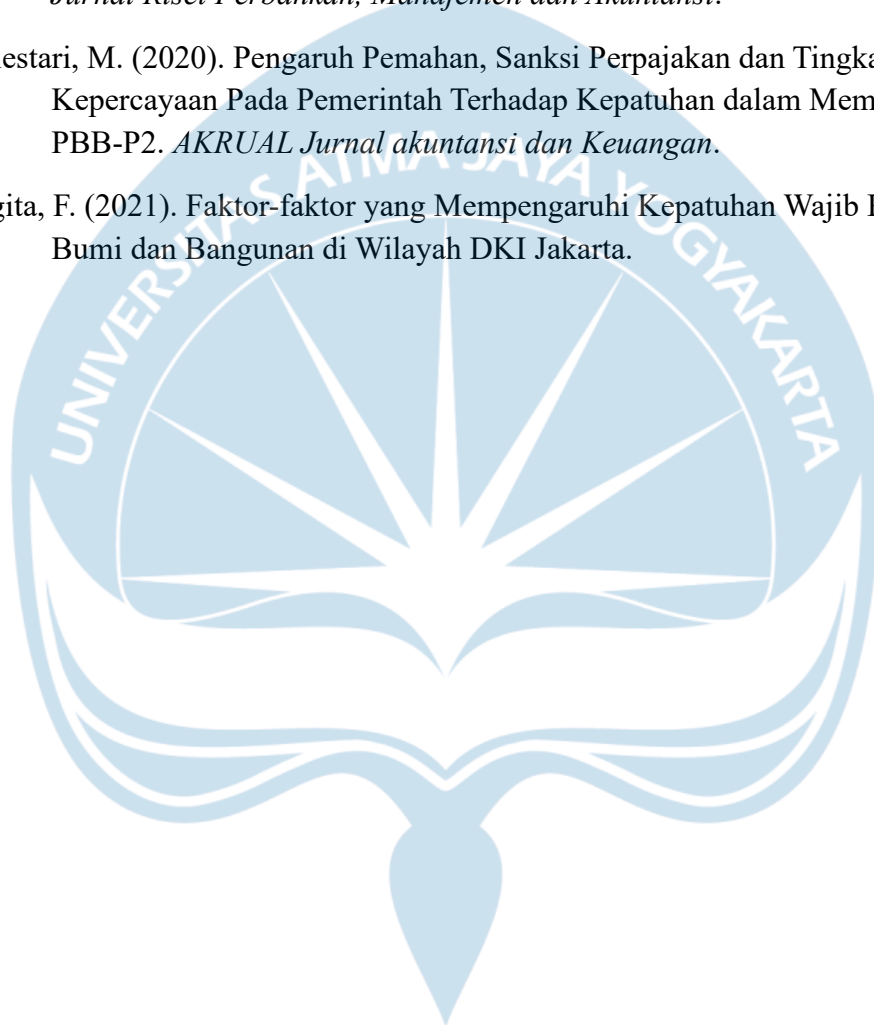 Jurnal Riset Perbankan, Manajemen dan Akuntansi.
estari, M. (2020). Pengaruh Pemahan, Sanksi Perpajakan dan Tingka
Kepercayaan Pada Pemerintah Terhadap Kepatuhan dalam Mem
PBB-P2. AKRUAL Jurnal akuntansi dan Keuangan.
gita, F. (2021). Faktor-faktor yang Mempengaruhi Kepatuhan Wajib
Bumi dan Bangunan di Wilayah DKI Jakarta.
UNIVERSITAS ATMA JAYA YOGYAKARTA